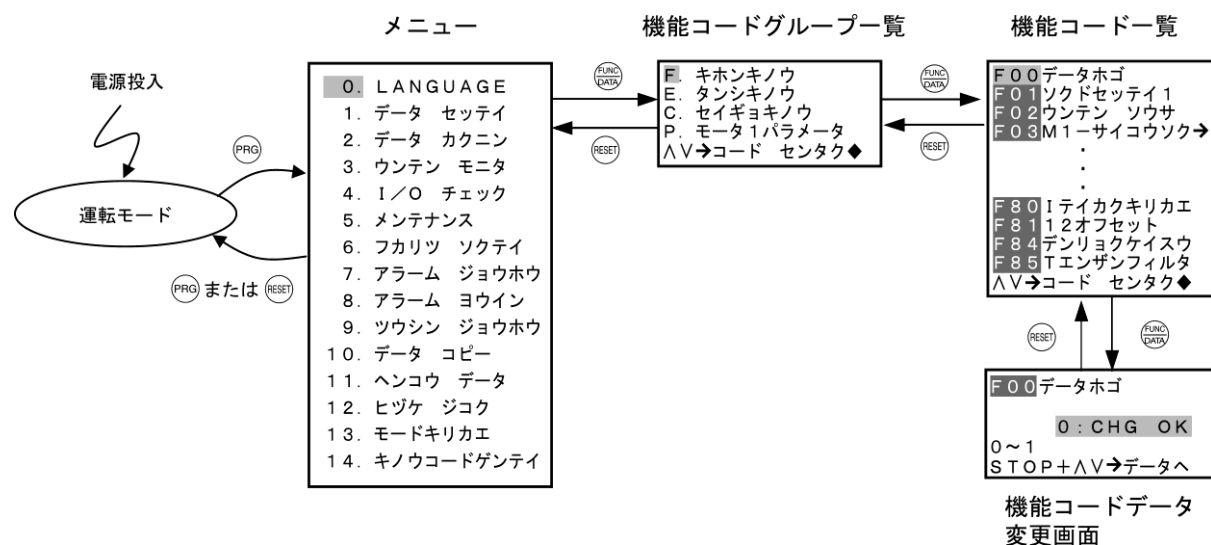 電源投入
運転モード
PRG
PRG または RESET
メニュー
0. LANGUAGE
1. データ セッテイ
2. データ カクニン
3. ウンテン モニタ
4. I/O チェック
5. メンテナンス
6. フカリツ ソクテイ
7. アラーム ジョウホウ
8. アラーム ヨウイン
9. ツウシン ジョウホウ
10. データ コピー
11. ヘンコウ データ
12. ヒヅケ ジコク
13. モードキリカエ
14. キノウコードゲンテイ
FUNC
DATA
RESET
機能コードグループ一覧
F. キホンキノウ
E. タンシキノウ
C. セイギョキノウ
P. モータ1パラメータ
∧∨→コード センタク◆
FUNC
DATA
RESET
機能コード一覧
F00データホゴ
F01ソクドセッテイ1
F02ウンテン ソウサ
F03M1-サイコウソク→
F80Iテイカクキリカエ
F8112オフセット
F84デンリョクケイスウ
F85Tエンザンフィルタ
∧∨→コード センタク◆
RESET
FUNC
DATA
F00データホゴ
0:CHG OK
0~1
STOP+∧∨→データヘ
機能コードデータ
変更画面